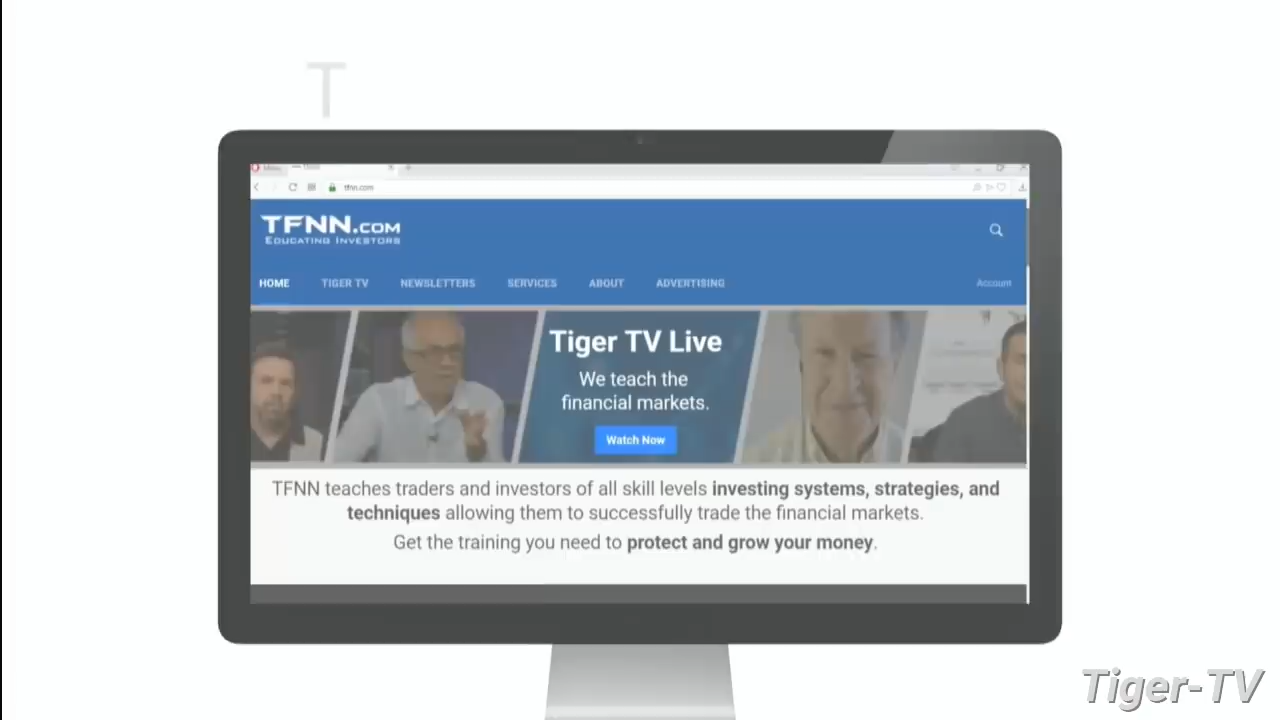 T
tfnn.com
TFNN.COM
EDUCATING INVESTORS
HOME TIGER TV NEWSLETTERS SERVICES ABOUT ADVERTISING Account
Tiger TV Live
We teach the
financial markets.
Watch Now
TFNN teaches traders and investors of all skill levels investing systems, strategies, and
techniques allowing them to successfully trade the financial markets.
Get the training you need to protect and grow your money.
Tiger-TV